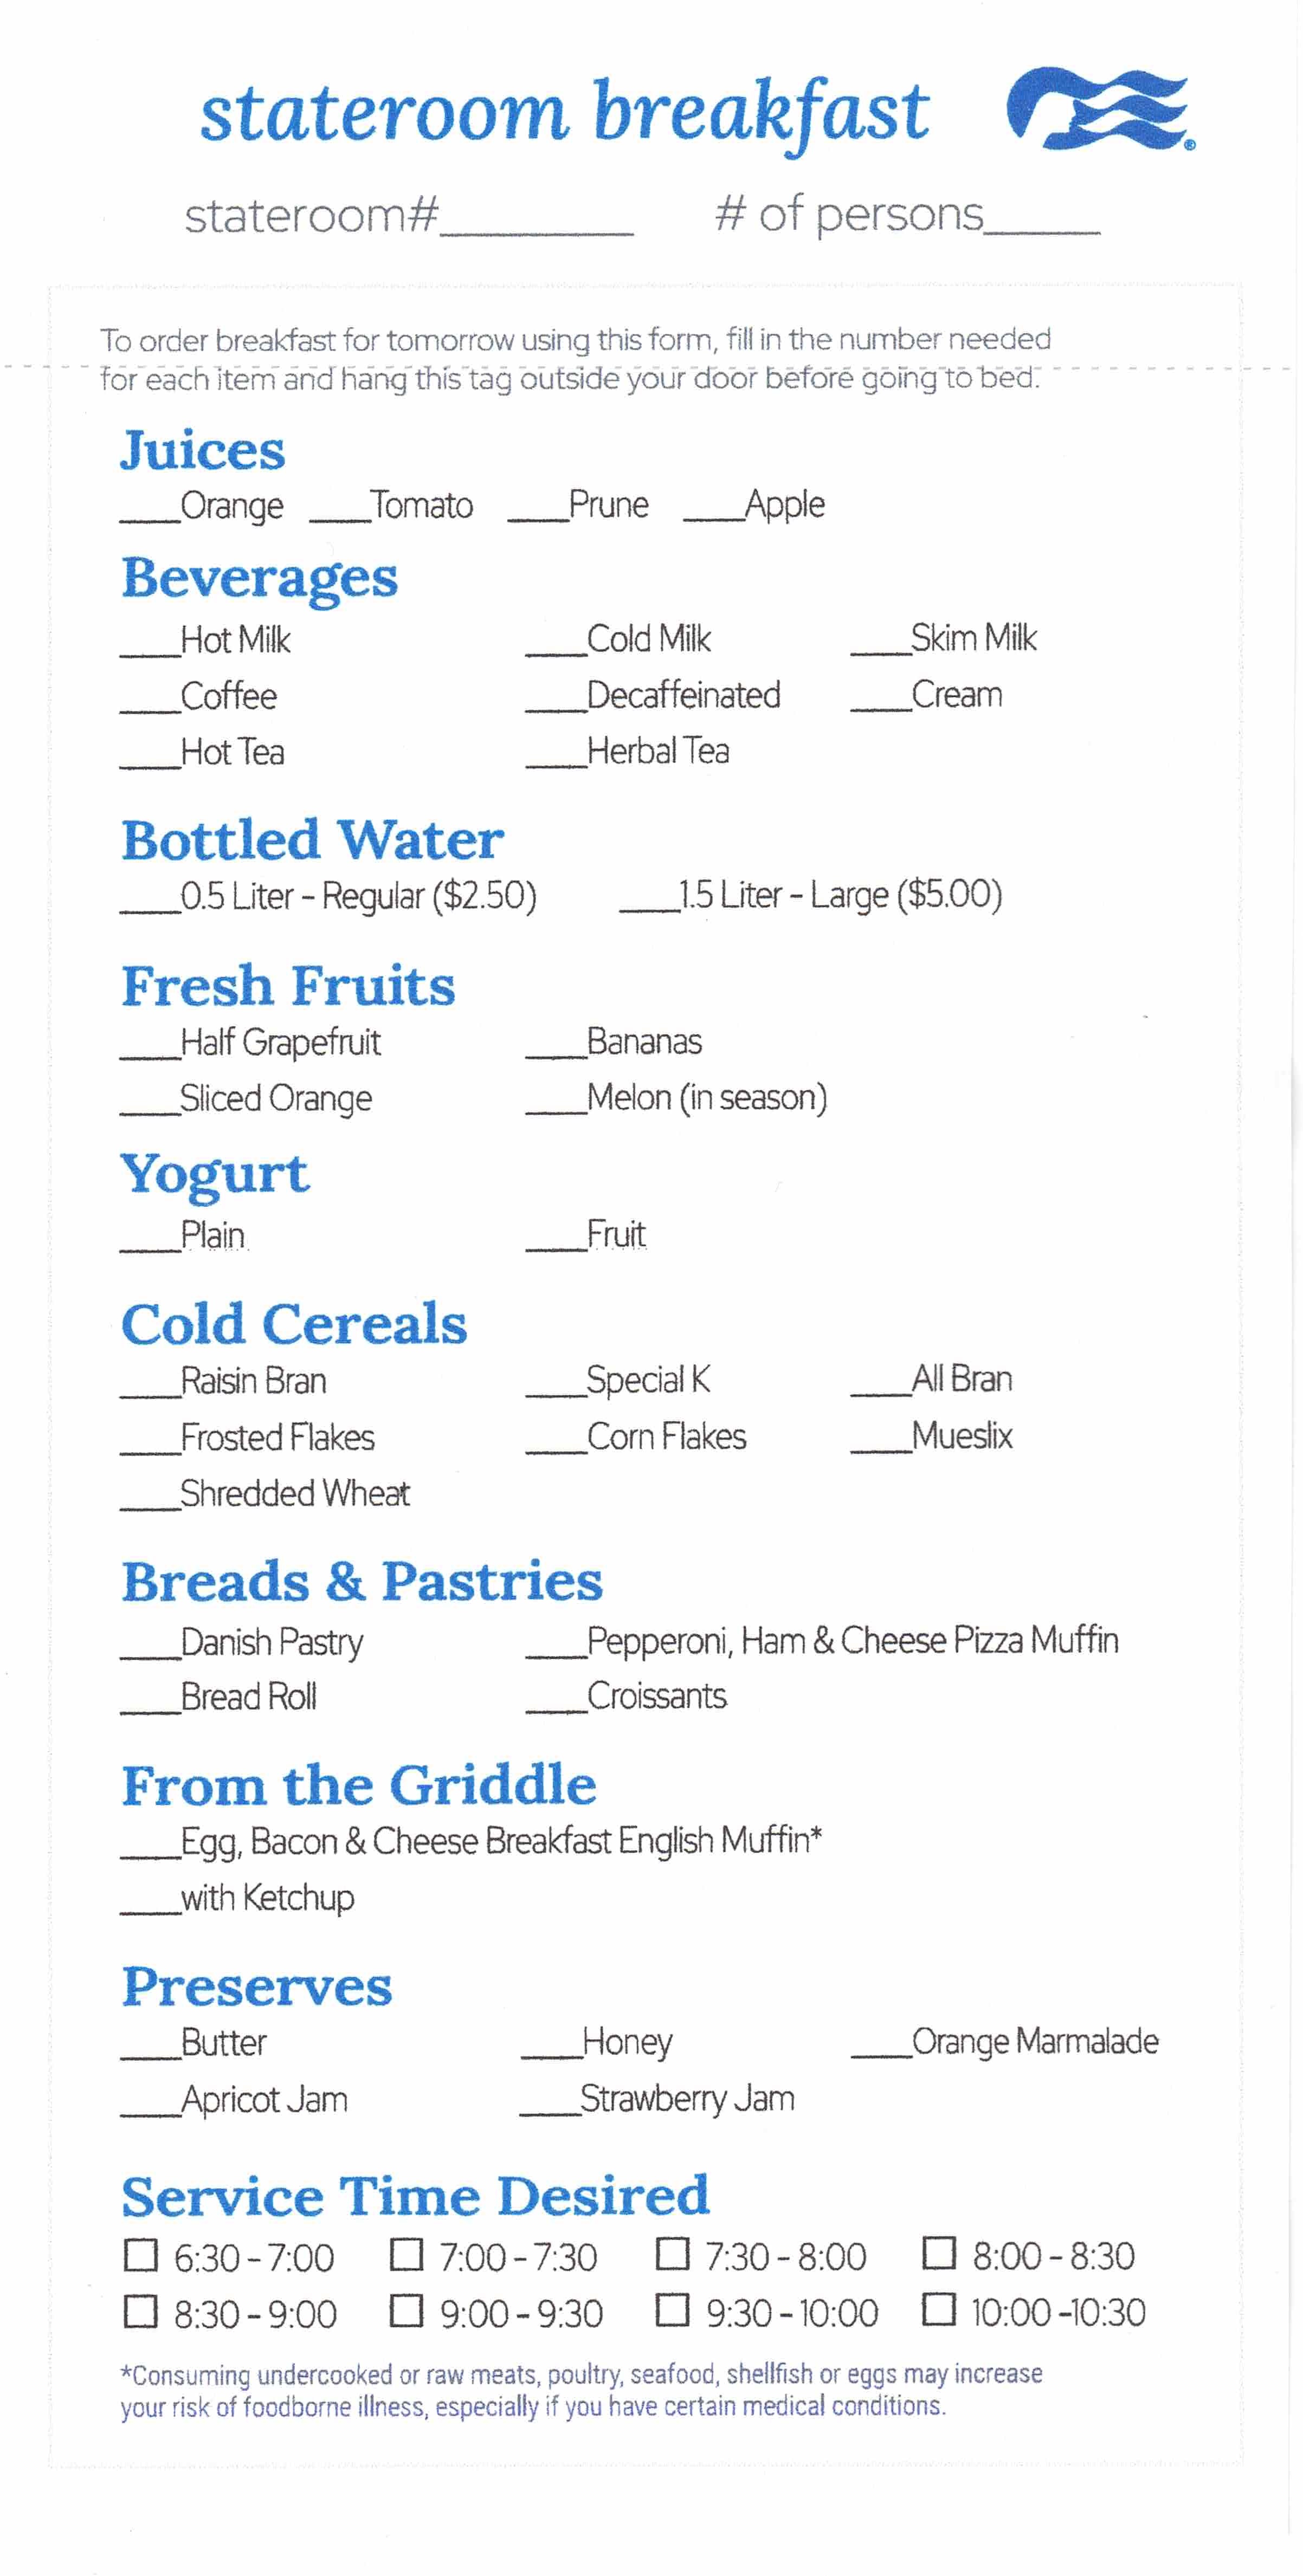 stateroom breakfast
stateroom#_______ # of persons_____
To order breakfast for tomorrow using this form, fill in the number needed
for each item and hang this tag outside your door before going to bed.
Juices
___Orange ___Tomato ___Prune ___Apple
Beverages
___Hot Milk ___Cold Milk ___Skim Milk
___Coffee ___Decaffeinated ___Cream
___Hot Tea ___Herbal Tea
Bottled Water
___0.5 Liter - Regular ($2.50) ___1.5 Liter - Large ($5.00)
Fresh Fruits
___Half Grapefruit ___Bananas
___Sliced Orange ___Melon (in season)
Yogurt
___Plain ___Fruit
Cold Cereals
___Raisin Bran ___Special K ___All Bran
___Frosted Flakes ___Corn Flakes ___Mueslix
___Shredded Wheat
Breads & Pastries
___Danish Pastry ___Pepperoni, Ham & Cheese Pizza Muffin
___Bread Roll ___Croissants
From the Griddle
___Egg, Bacon & Cheese Breakfast English Muffin*
___with Ketchup
Preserves
___Butter ___Honey ___Orange Marmalade
___Apricot Jam ___Strawberry Jam
Service Time Desired
☐ 6:30 - 7:00 ☐ 7:00 - 7:30 ☐ 7:30 - 8:00 ☐ 8:00 - 8:30
☐ 8:30 - 9:00 ☐ 9:00 - 9:30 ☐ 9:30 - 10:00 ☐ 10:00 -10:30
*Consuming undercooked or raw meats, poultry, seafood, shellfish or eggs may increase
your risk of foodborne illness, especially if you have certain medical conditions.